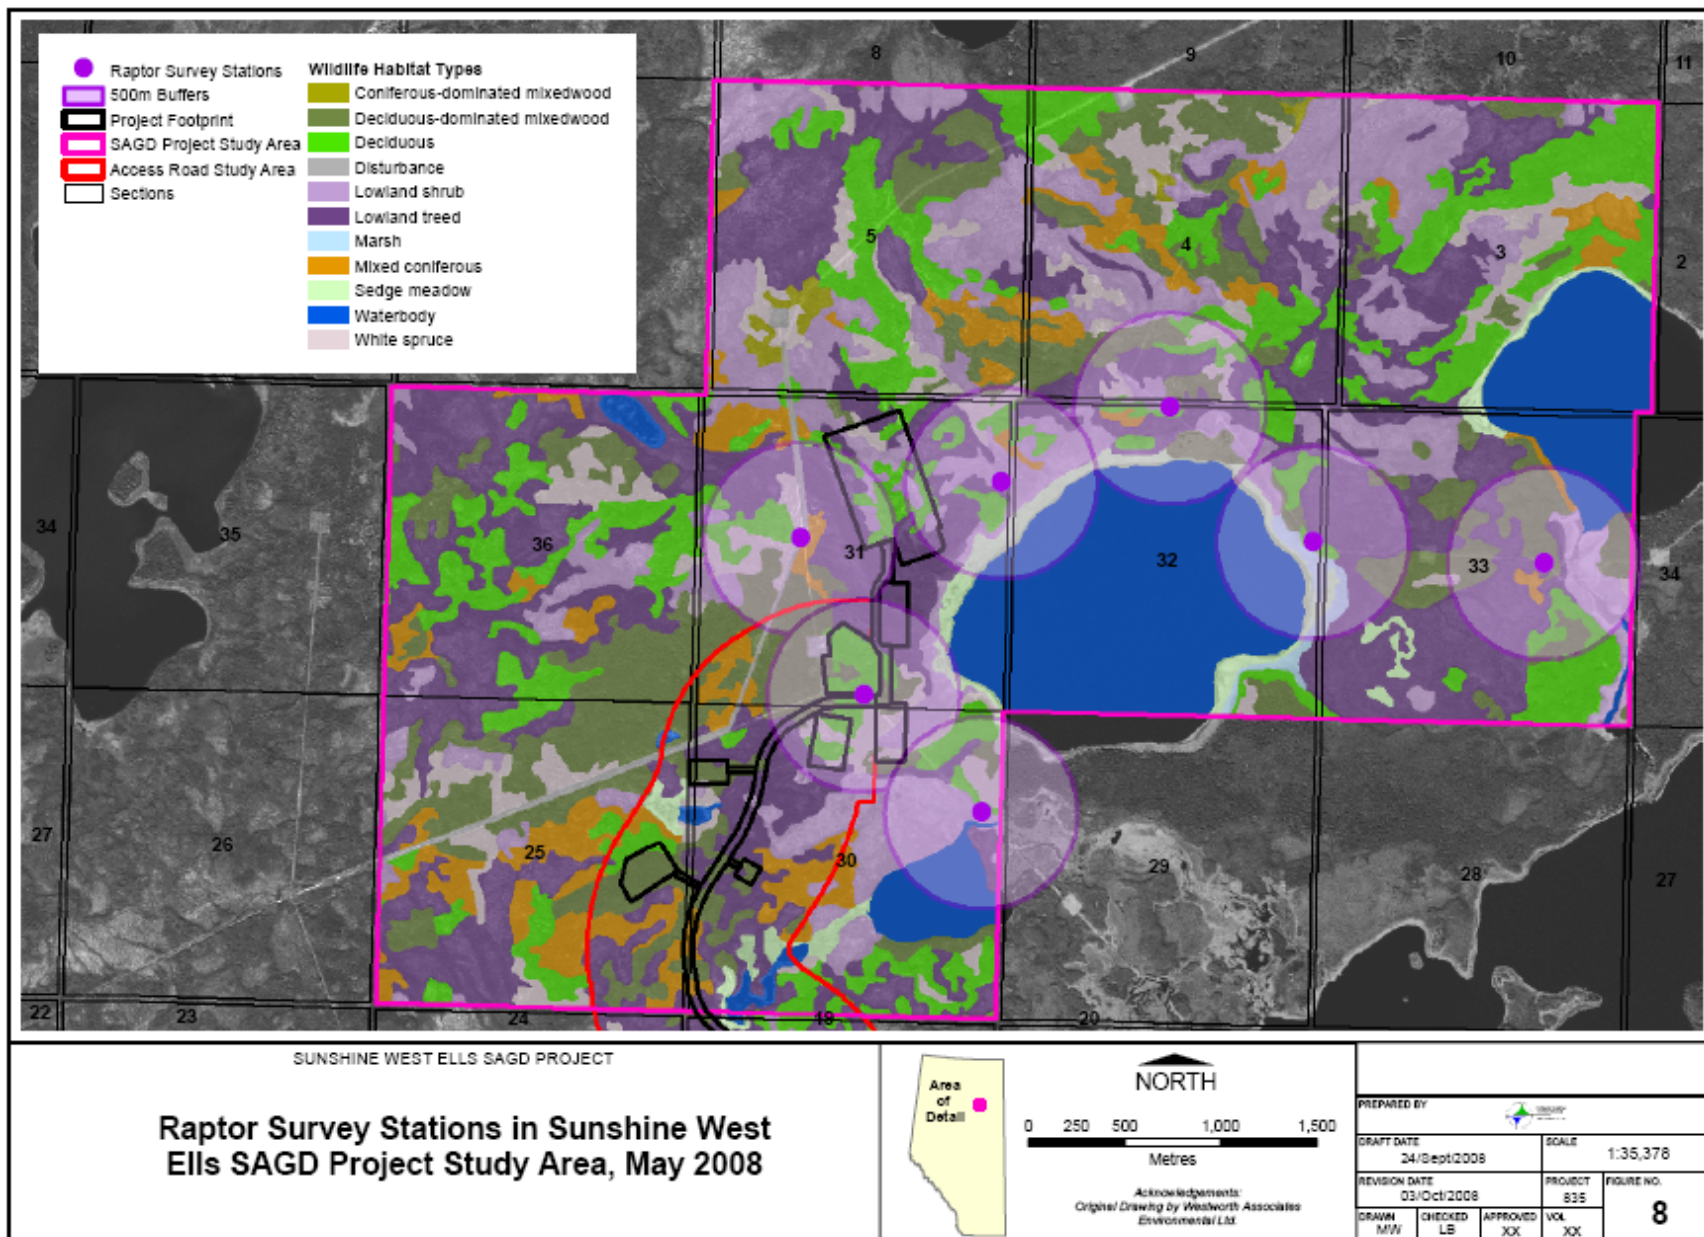 Raptor Survey Stations
500m Buffers
Project Footprint
SAGD Project Study Area
Access Road Study Area
Sections
Wildlife Habitat Types
Coniferous-dominated mixedwood
Deciduous-dominated mixedwood
Deciduous
Disturbance
Lowland shrub
Lowland treed
Marsh
Mixed coniferous
Sedge meadow
Waterbody
White spruce
8
9
10
11
5
4
3
2
34
35
36
31
32
33
34
27
26
25
30
29
28
27
22
23
24
19
20
SUNSHINE WEST ELLS SAGD PROJECT
Raptor Survey Stations in Sunshine West
Ells SAGD Project Study Area, May 2008
Area
of
Detail
NORTH
0 250 500 1,000 1,500
Metres
Acknowledgements:
Original Drawing by Westworth Associates
Environmental Ltd.
PREPARED BY
DRAFT DATE
24/Sept/2008
SCALE
1:35,378
REVISION DATE
03/Oct/2008
PROJECT
835
FIGURE NO.
8
DRAWN
MW
CHECKED
LB
APPROVED
XX
VOL
XX